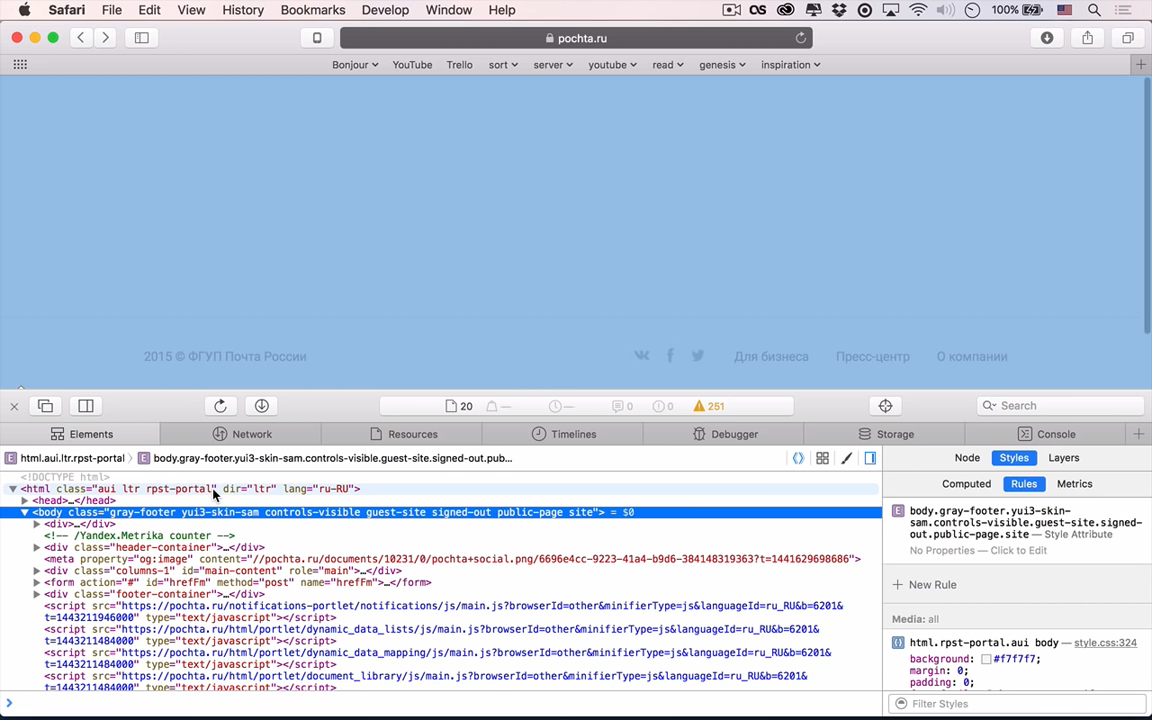 Safari File Edit View History Bookmarks Develop Window Help 100%
pochta.ru
Bonjour YouTube Trello sort server youtube read genesis inspiration
2015 © ФГУП Почта России Для бизнеса Пресс-центр О компании
20 — — 0 0 251 Search
Elements Network Resources Timelines Debugger Storage Console
html.aui.ltr.rpst-portal body.gray-footer.yui3-skin-sam.controls-visible.guest-site.signed-out.pub… Node Styles Layers
<!DOCTYPE html>
<html class="aui ltr rpst-portal" dir="ltr" lang="ru-RU">
<head>…</head>
<body class="gray-footer yui3-skin-sam controls-visible guest-site signed-out public-page site"> = $0
<div>…</div>
<!-- /Yandex.Metrika counter -->
<div class="header-container">…</div>
<meta property="og:image" content="//pochta.ru/documents/10231/0/pochta+social.png/6696e4cc-9223-41a4-b9d6-384148319363?t=1441629698686">
<div class="columns-1" id="main-content" role="main">…</div>
<form action="#" id="hrefFm" method="post" name="hrefFm">…</form>
<div class="footer-container">…</div>
<script src="https://pochta.ru/notifications-portlet/notifications/js/main.js?browserId=other&minifierType=js&languageId=ru_RU&b=6201&
t=1443211946000" type="text/javascript"></script>
<script src="https://pochta.ru/html/portlet/dynamic_data_lists/js/main.js?browserId=other&minifierType=js&languageId=ru_RU&b=6201&
t=1443211484000" type="text/javascript"></script>
<script src="https://pochta.ru/html/portlet/dynamic_data_mapping/js/main.js?browserId=other&minifierType=js&languageId=ru_RU&b=6201&
t=1443211484000" type="text/javascript"></script>
<script src="https://pochta.ru/html/portlet/document_library/js/main.js?browserId=other&minifierType=js&languageId=ru_RU&b=6201&
t=1443211484000" type="text/javascript"></script>
Computed Rules Metrics
body.gray-footer.yui3-skin-
sam.controls-visible.guest-site.signed-
out.public-page.site — Style Attribute
No Properties — Click to Edit
New Rule
Media: all
html.rpst-portal.aui body — style.css:324
background: #f7f7f7;
margin: 0;
padding: 0;
Filter Styles